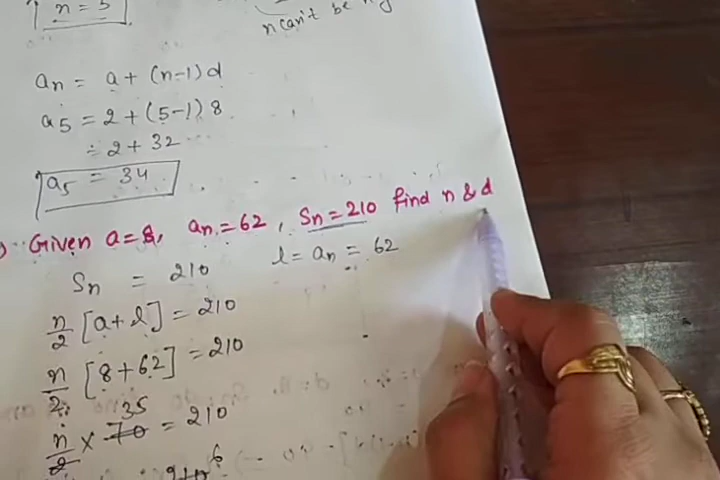 n = 5
n can't be
an = a + (n-1)d
a5 = 2 + (5-1) 8
= 2 + 32
a5 = 34
Given a=8, an=62, Sn=210 find n & d
Sn = 210 l = an = 62
n/2 [a+l] = 210
n/2 [8+62] = 210
35
n/2 × 70 = 210
210 6